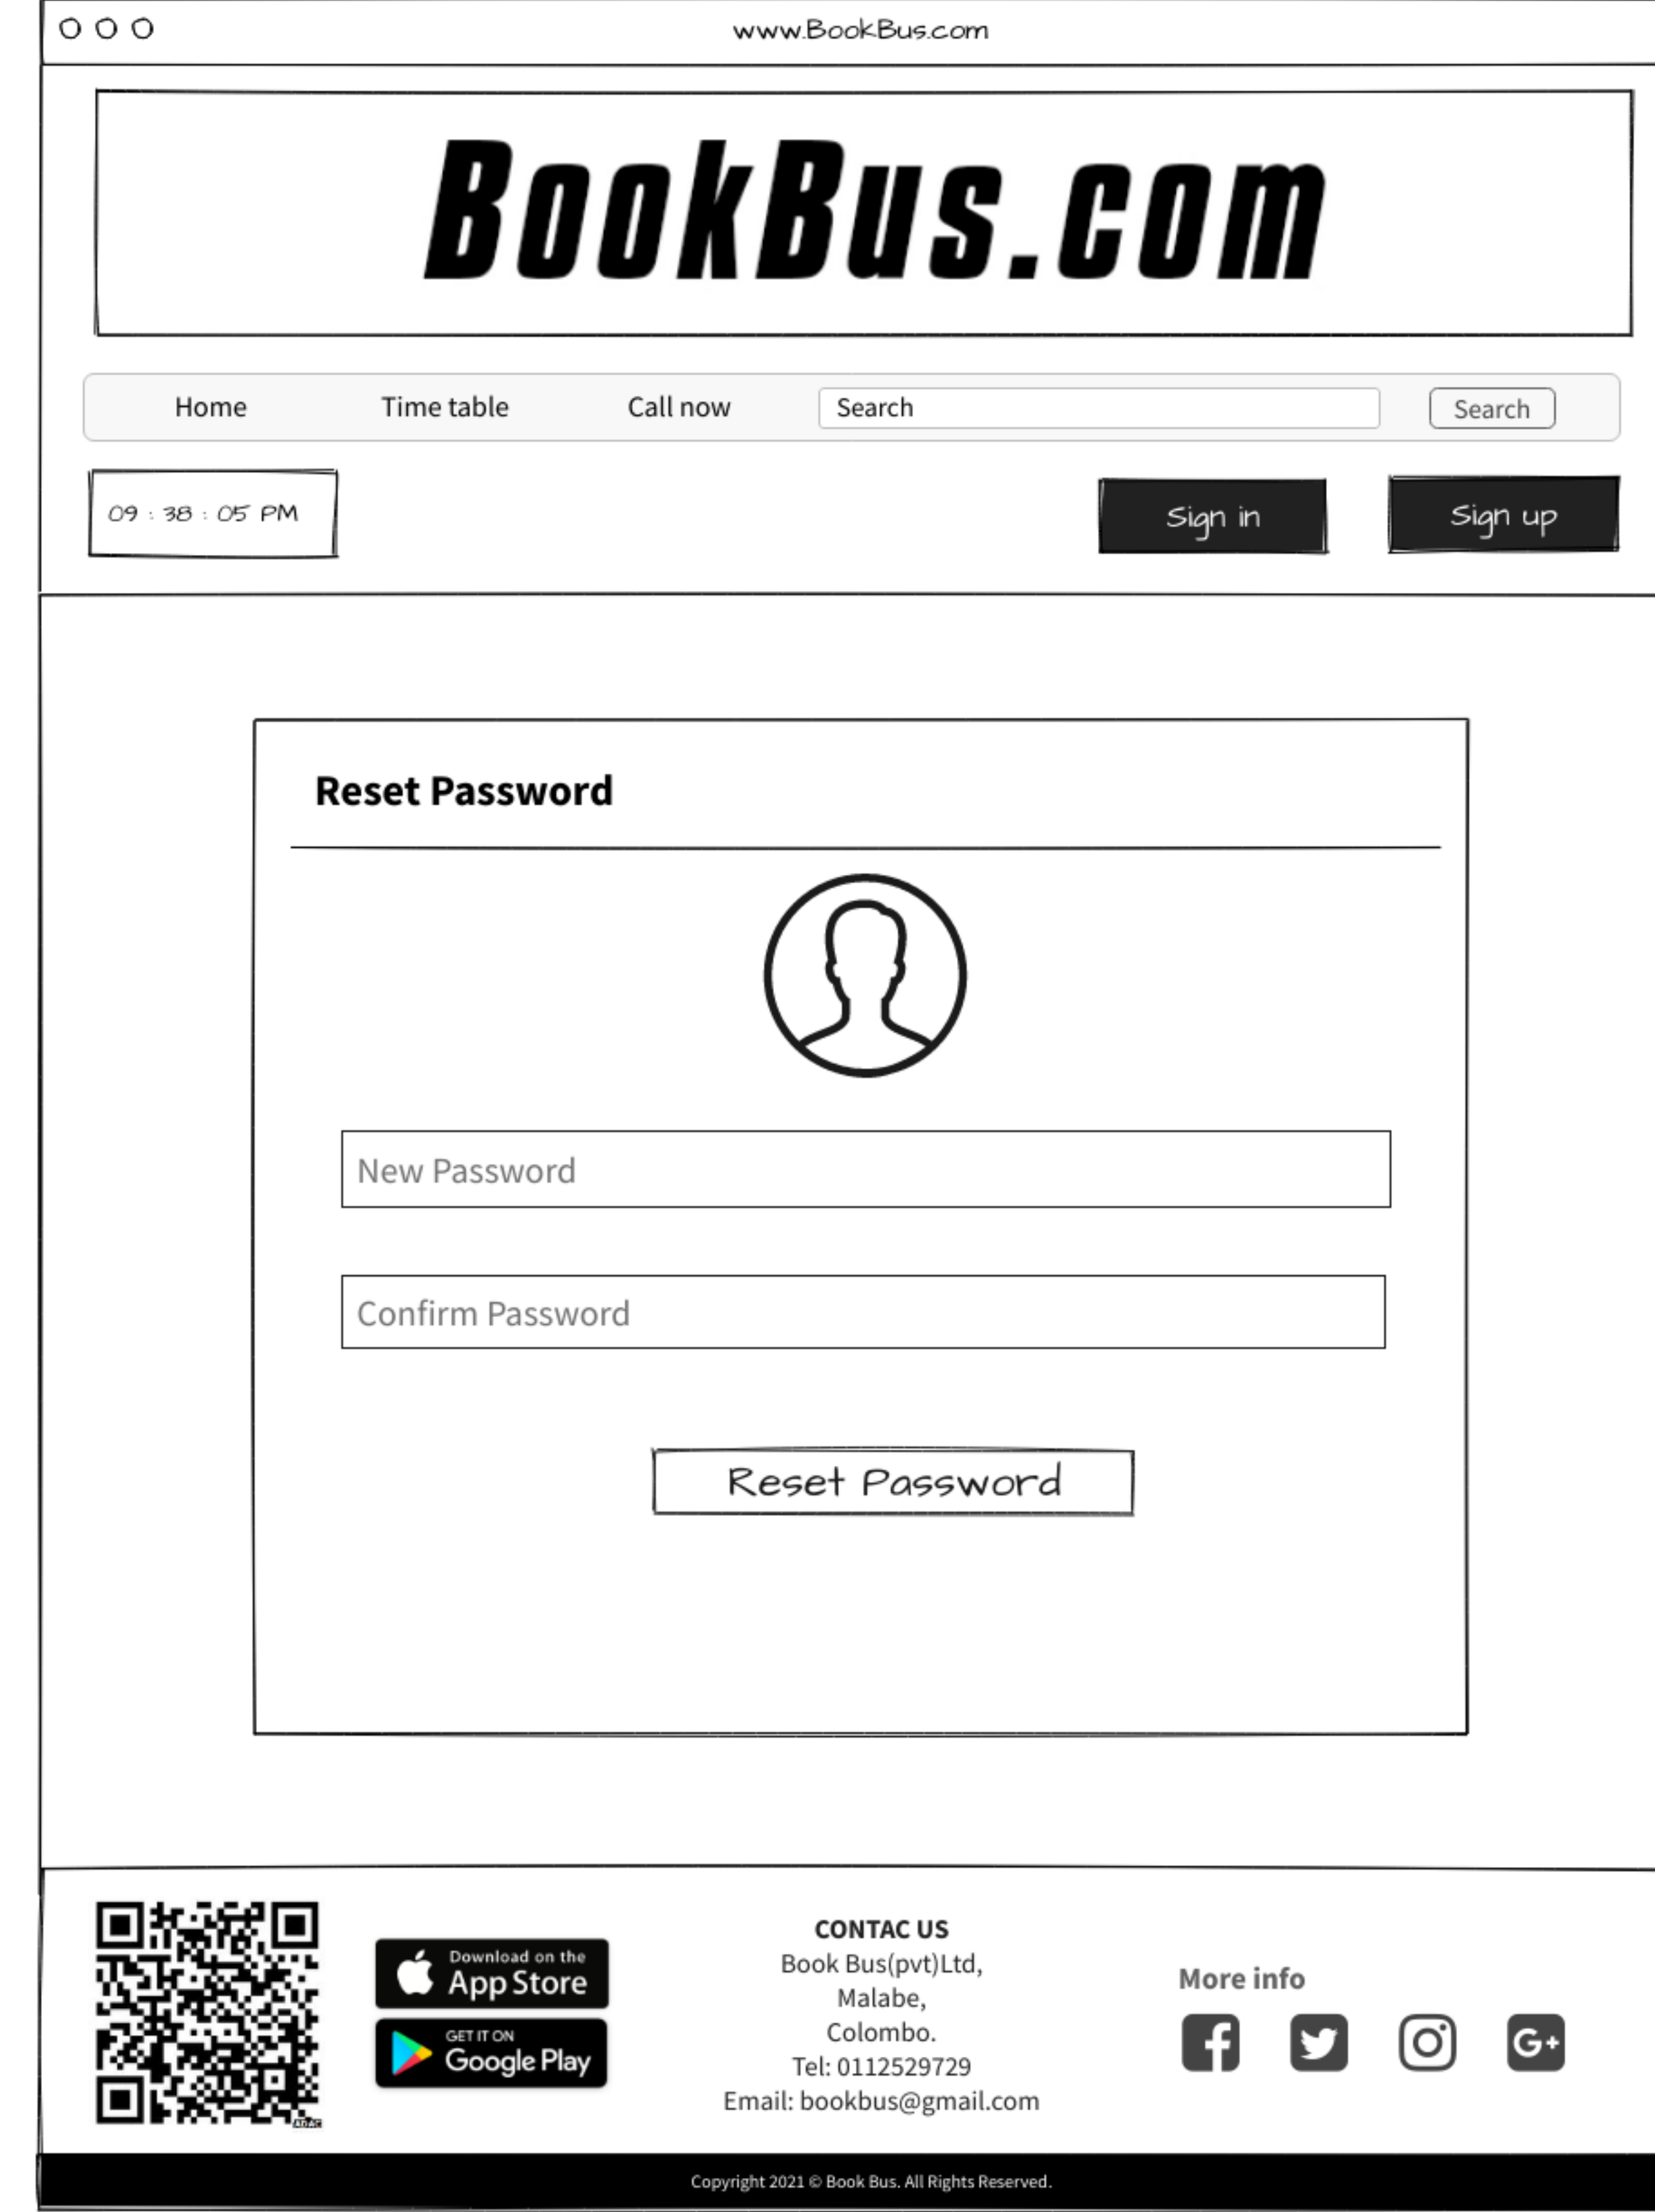 www.BookBus.com
BookBus.com
Home Time table Call now Search Search
09 : 38 : 05 PM Sign in Sign up
Reset Password
New Password
Confirm Password
Reset Password
Download on the
App Store
GET IT ON
Google Play
CONTAC US
Book Bus(pvt)Ltd,
Malabe,
Colombo.
Tel: 0112529729
Email: bookbus@gmail.com
More info
G+
Copyright 2021 © Book Bus. All Rights Reserved.